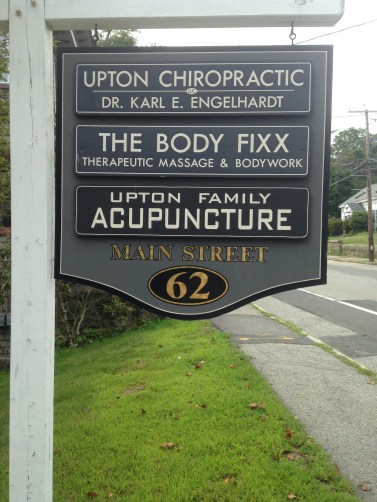 UPTON CHIROPRACTIC
LLC
DR. KARL E. ENGELHARDT
THE BODY FIXX
THERAPEUTIC MASSAGE & BODYWORK
UPTON FAMILY
ACUPUNCTURE
MAIN STREET
62